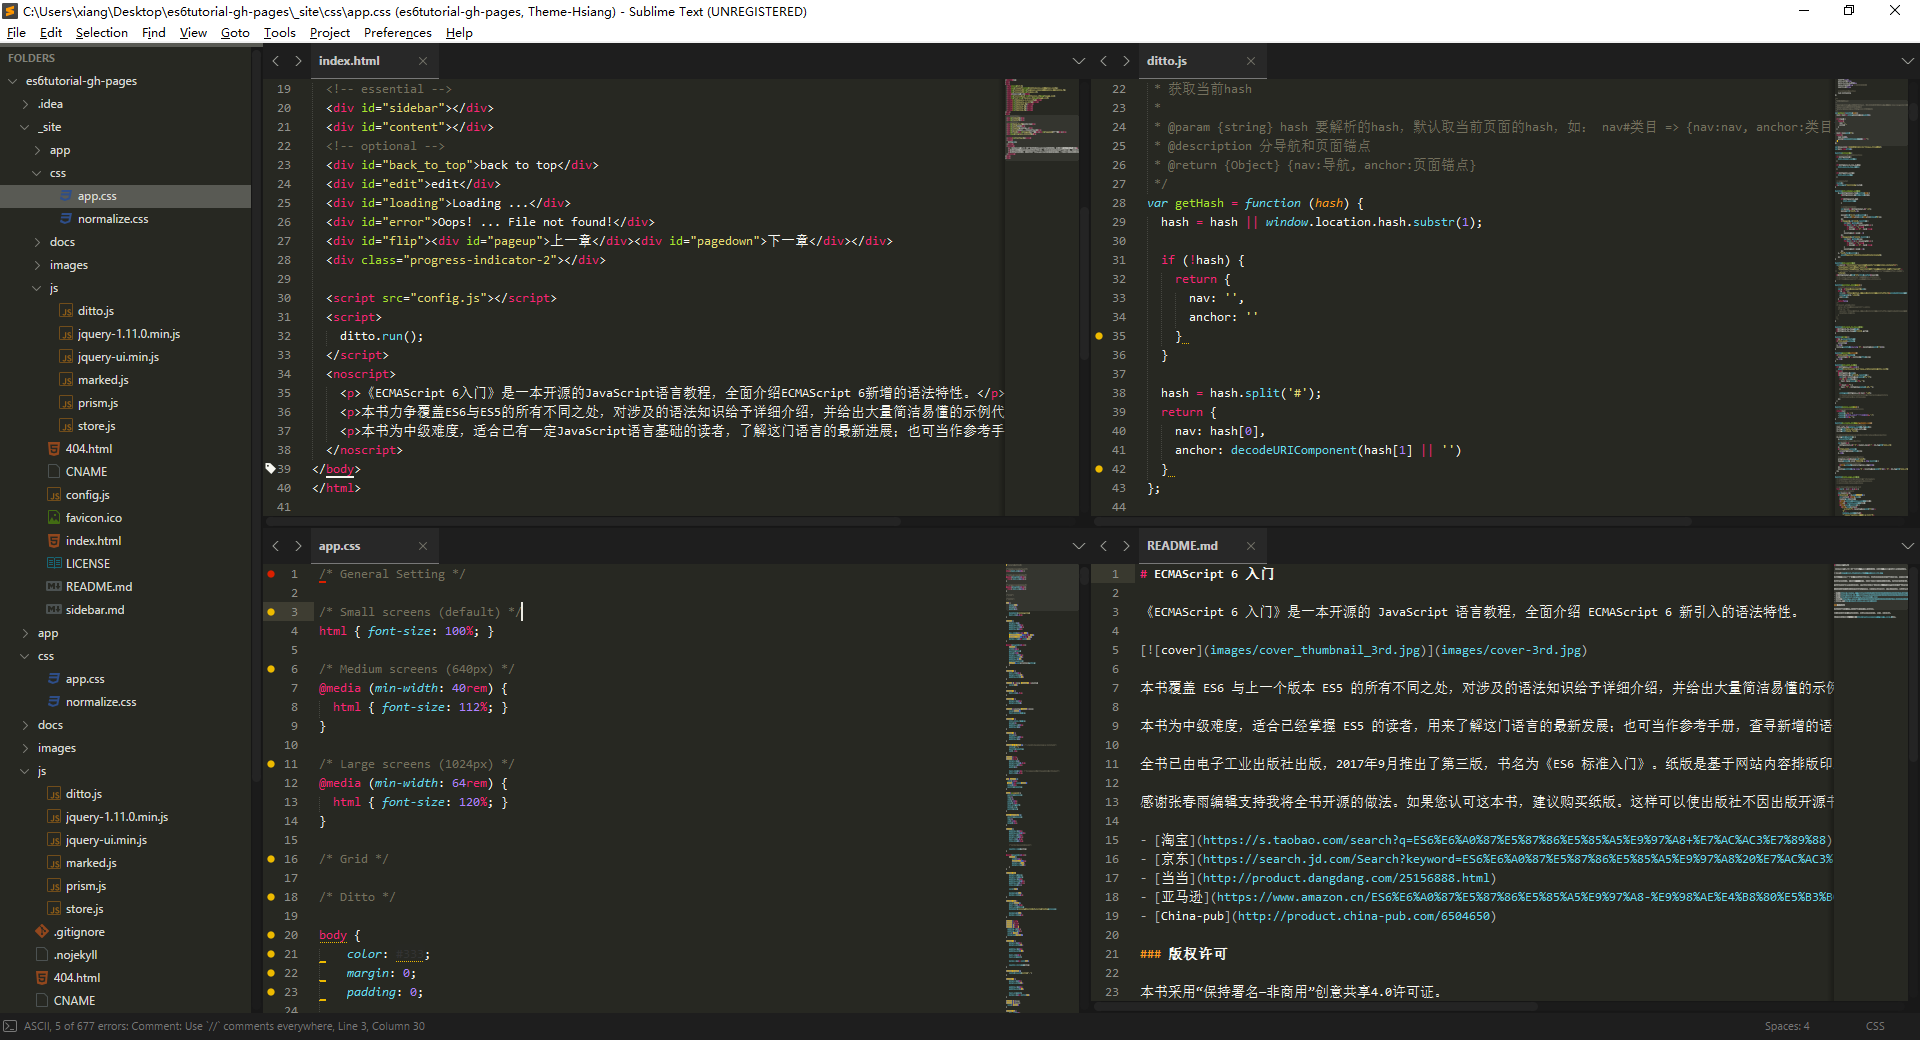 C:\Users\xiang\Desktop\es6tutorial-gh-pages\_site\css\app.css (es6tutorial-gh-pages, Theme-Hsiang) - Sublime Text (UNREGISTERED)
File Edit Selection Find View Goto Tools Project Preferences Help
FOLDERS
es6tutorial-gh-pages
.idea
_site
app
css
app.css
normalize.css
docs
images
js
ditto.js
jquery-1.11.0.min.js
jquery-ui.min.js
marked.js
prism.js
store.js
404.html
CNAME
config.js
favicon.ico
index.html
LICENSE
README.md
sidebar.md
app
css
app.css
normalize.css
docs
images
js
ditto.js
jquery-1.11.0.min.js
jquery-ui.min.js
marked.js
prism.js
store.js
.gitignore
.nojekyll
404.html
CNAME
index.html
19 <!-- essential -->
20 <div id="sidebar"></div>
21 <div id="content"></div>
22 <!-- optional -->
23 <div id="back_to_top">back to top</div>
24 <div id="edit">edit</div>
25 <div id="loading">Loading ...</div>
26 <div id="error">Oops! ... File not found!</div>
27 <div id="flip"><div id="pageup">上一章</div><div id="pagedown">下一章</div></div>
28 <div class="progress-indicator-2"></div>
29
30 <script src="config.js"></script>
31 <script>
32 ditto.run();
33 </script>
34 <noscript>
35 <p>《ECMAScript 6入门》是一本开源的JavaScript语言教程，全面介绍ECMAScript 6新增的语法特性。</p>
36 <p>本书力争覆盖ES6与ES5的所有不同之处，对涉及的语法知识给予详细介绍，并给出大量简洁易懂的示例代
37 <p>本书为中级难度，适合已有一定JavaScript语言基础的读者，了解这门语言的最新进展；也可当作参考手
38 </noscript>
39 </body>
40 </html>
41
ditto.js
22 * 获取当前hash
23 *
24 * @param {string} hash 要解析的hash，默认取当前页面的hash，如： nav#类目 => {nav:nav, anchor:类目
25 * @description 分导航和页面锚点
26 * @return {Object} {nav:导航, anchor:页面锚点}
27 */
28 var getHash = function (hash) {
29 hash = hash || window.location.hash.substr(1);
30
31 if (!hash) {
32 return {
33 nav: '',
34 anchor: ''
35 }
36 }
37
38 hash = hash.split('#');
39 return {
40 nav: hash[0],
41 anchor: decodeURIComponent(hash[1] || '')
42 }
43 };
44
app.css
1 /* General Setting */
2
3 /* Small screens (default) */
4 html { font-size: 100%; }
5
6 /* Medium screens (640px) */
7 @media (min-width: 40rem) {
8 html { font-size: 112%; }
9 }
10
11 /* Large screens (1024px) */
12 @media (min-width: 64rem) {
13 html { font-size: 120%; }
14 }
15
16 /* Grid */
17
18 /* Ditto */
19
20 body {
21 color: ;
22 margin: 0;
23 padding: 0;
24
README.md
1 # ECMAScript 6 入门
2
3 《ECMAScript 6 入门》是一本开源的 JavaScript 语言教程，全面介绍 ECMAScript 6 新引入的语法特性。
4
5 [![cover](images/cover_thumbnail_3rd.jpg)](images/cover-3rd.jpg)
6
7 本书覆盖 ES6 与上一个版本 ES5 的所有不同之处，对涉及的语法知识给予详细介绍，并给出大量简洁易懂的示例
8
9 本书为中级难度，适合已经掌握 ES5 的读者，用来了解这门语言的最新发展；也可当作参考手册，查寻新增的语
10
11 全书已由电子工业出版社出版，2017年9月推出了第三版，书名为《ES6 标准入门》。纸版是基于网站内容排版印
12
13 感谢张春雨编辑支持我将全书开源的做法。如果您认可这本书，建议购买纸版。这样可以使出版社不因出版开源书
14
15 - [淘宝](https://s.taobao.com/search?q=ES6%E6%A0%87%E5%87%86%E5%85%A5%E9%97%A8+%E7%AC%AC3%E7%89%88)
16 - [京东](https://search.jd.com/Search?keyword=ES6%E6%A0%87%E5%87%86%E5%85%A5%E9%97%A8%20%E7%AC%AC3%
17 - [当当](http://product.dangdang.com/25156888.html)
18 - [亚马逊](https://www.amazon.cn/ES6%E6%A0%87%E5%87%86%E5%85%A5%E9%97%A8-%E9%98%AE%E4%B8%80%E5%B3%B
19 - [China-pub](http://product.china-pub.com/6504650)
20
21 ### 版权许可
22
23 本书采用“保持署名—非商用”创意共享4.0许可证。
ASCII, 5 of 677 errors: Comment: Use `//` comments everywhere, Line 3, Column 30
Spaces: 4 CSS